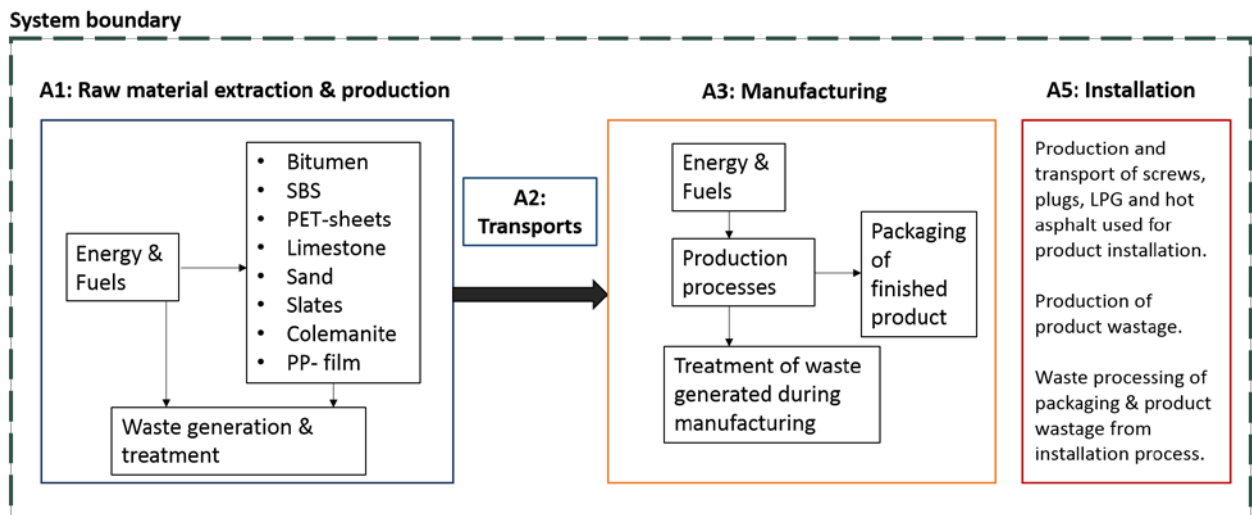 System boundary
A1: Raw material extraction & production
Energy &
Fuels
• Bitumen
• SBS
• PET-sheets
• Limestone
• Sand
• Slates
• Colemanite
• PP- film
Waste generation &
treatment
A2:
Transports
A3: Manufacturing
Energy &
Fuels
Production
processes
Packaging
of
finished
product
Treatment of waste
generated during
manufacturing
A5: Installation
Production and
transport of screws,
plugs, LPG and hot
asphalt used for
product installation.
Production of
product wastage.
Waste processing of
packaging & product
wastage from
installation process.